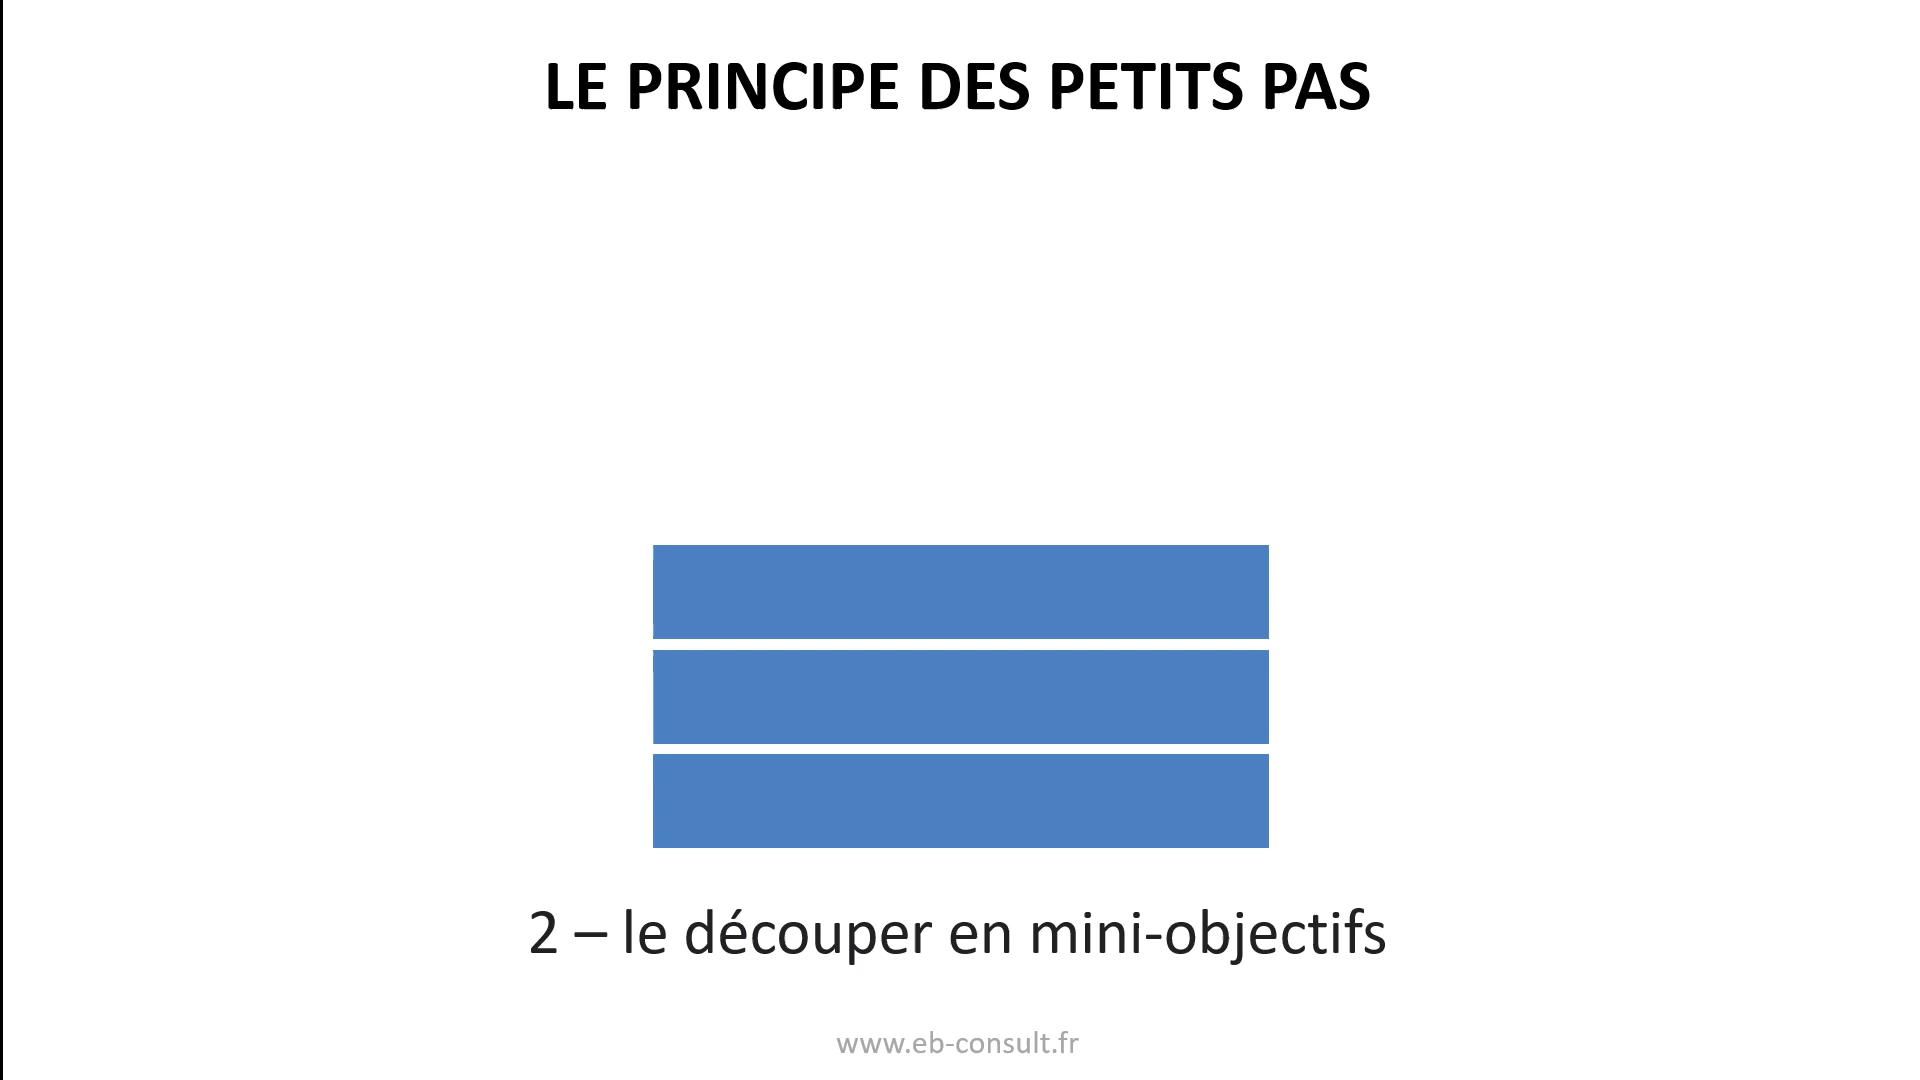 LE PRINCIPE DES PETITS PAS
2 – le découper en mini-objectifs
www.eb-consult.fr